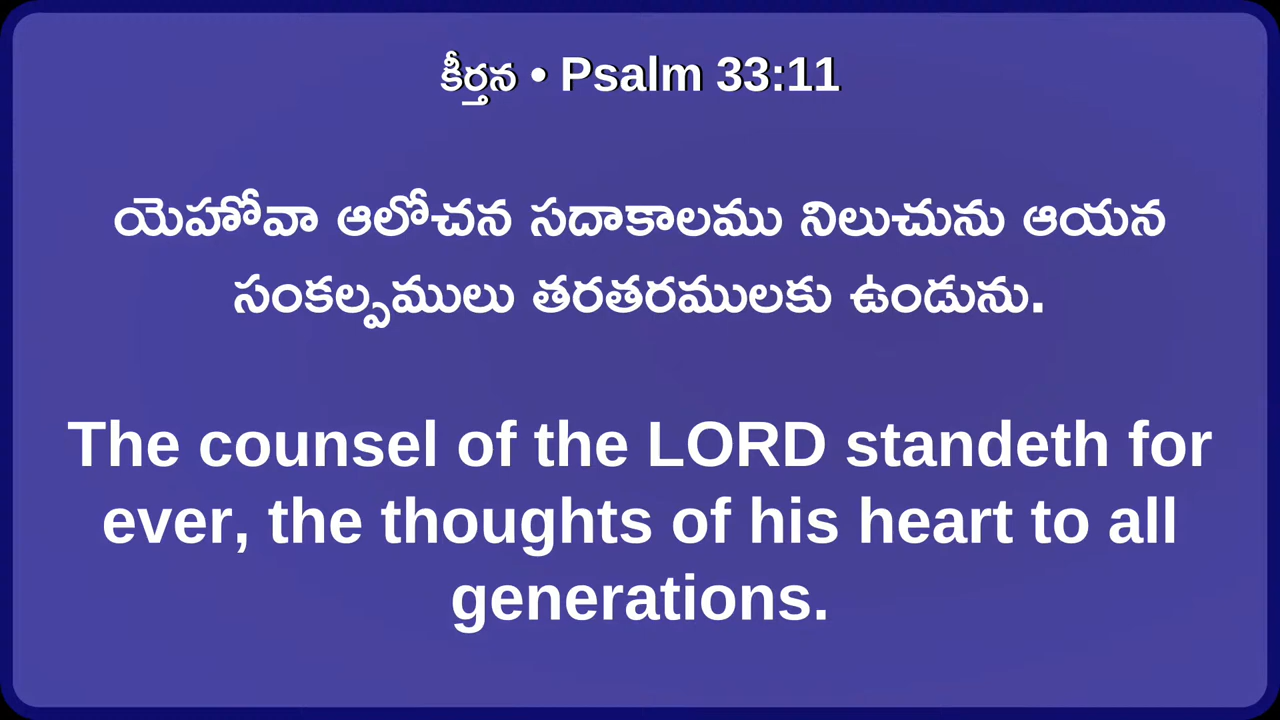 కీర్తన • Psalm 33:11
యెహోవా ఆలోచన సదాకాలము నిలుచును ఆయన
సంకల్పములు తరతరములకు ఉండును.
The counsel of the LORD standeth for
ever, the thoughts of his heart to all
generations.